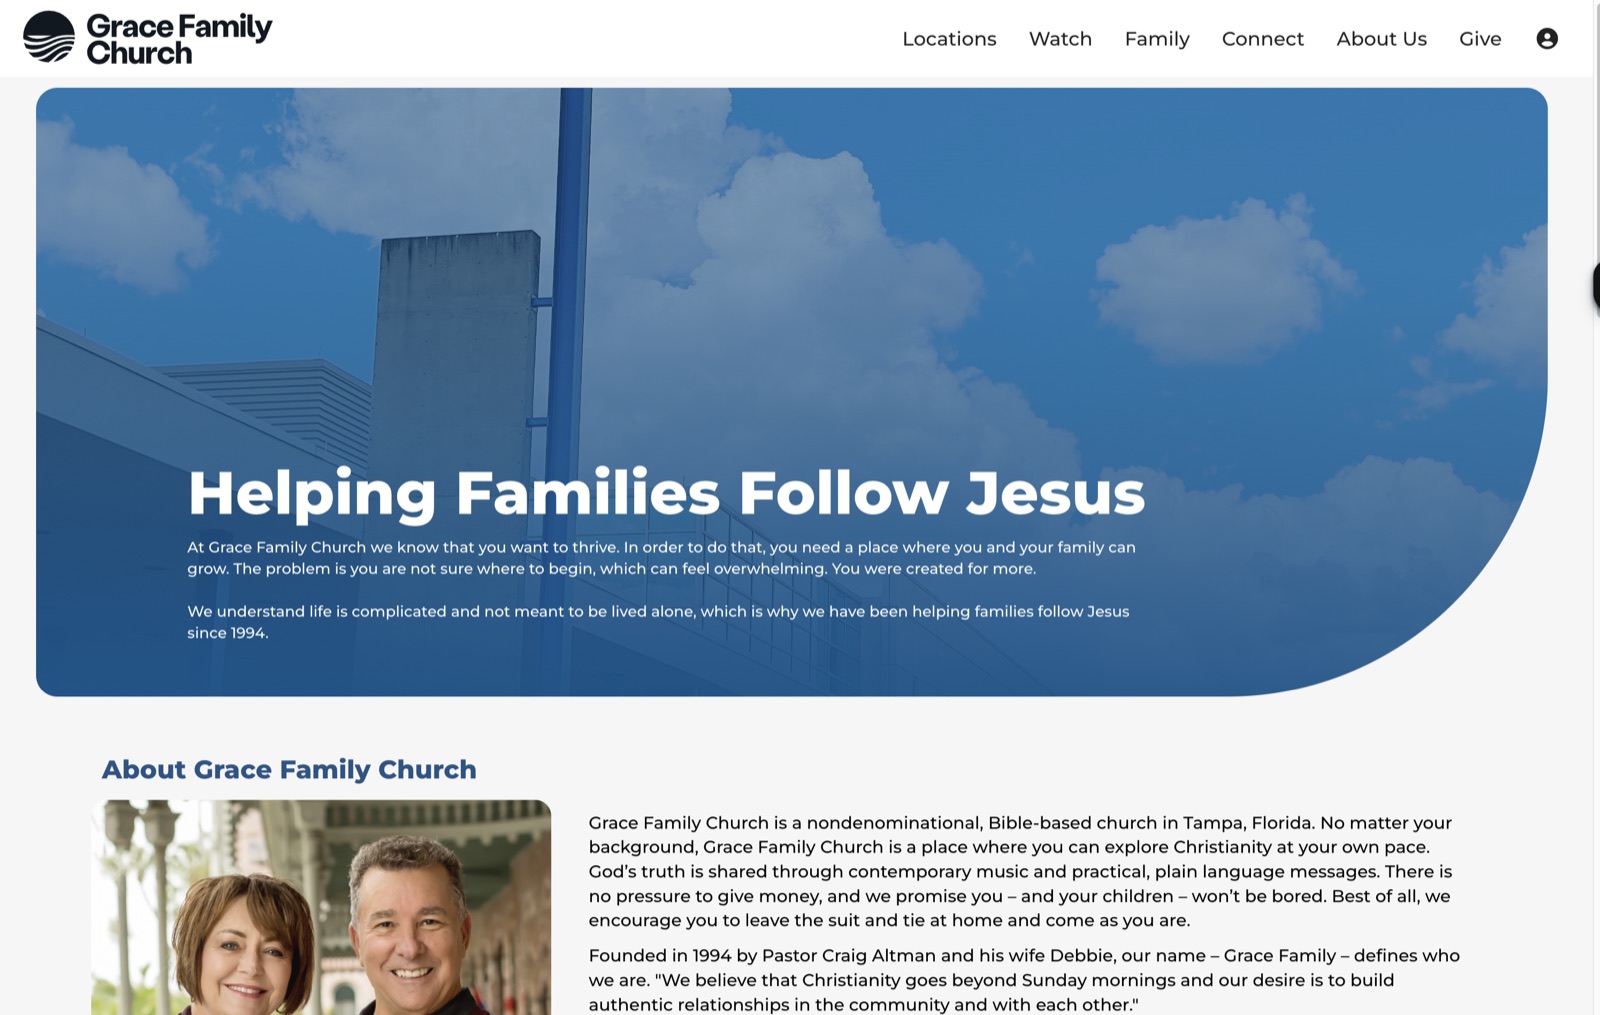 Grace Family
Church
Locations Watch Family Connect About Us Give
Helping Families Follow Jesus
At Grace Family Church we know that you want to thrive. In order to do that, you need a place where you and your family can
grow. The problem is you are not sure where to begin, which can feel overwhelming. You were created for more.
We understand life is complicated and not meant to be lived alone, which is why we have been helping families follow Jesus
since 1994.
About Grace Family Church
Grace Family Church is a nondenominational, Bible-based church in Tampa, Florida. No matter your
background, Grace Family Church is a place where you can explore Christianity at your own pace.
God’s truth is shared through contemporary music and practical, plain language messages. There is
no pressure to give money, and we promise you – and your children – won’t be bored. Best of all, we
encourage you to leave the suit and tie at home and come as you are.
Founded in 1994 by Pastor Craig Altman and his wife Debbie, our name – Grace Family – defines who
we are. "We believe that Christianity goes beyond Sunday mornings and our desire is to build
authentic relationships in the community and with each other."